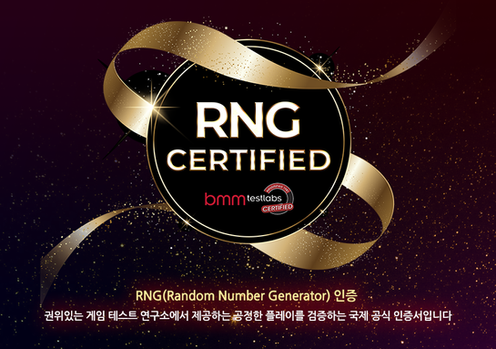 RNG
CERTIFIED
bmm testlabs
CERTIFIED
RNG(Random Number Generator) 인증
권위있는 게임 테스트 연구소에서 제공하는 공정한 플레이를 검증하는 국제 공식 인증서입니다